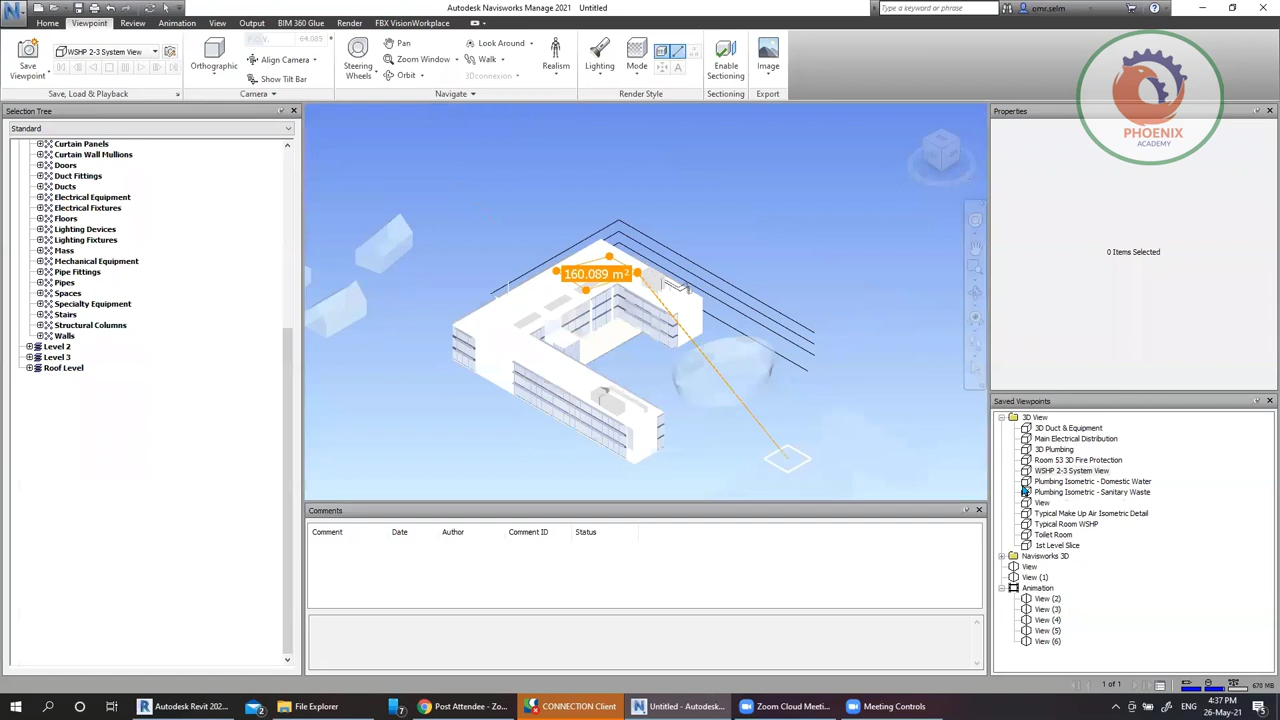 Autodesk Navisworks Manage 2021 Untitled
Type a keyword or phrase
omr.selm
Home Viewpoint Review Animation View Output BIM 360 Glue Render FBX VisionWorkplace
Save Viewpoint
WSHP 2-3 System View
Orthographic
F.O.V. 64.085
Align Camera
Show Tilt Bar
Steering Wheels
Pan
Zoom Window
Orbit
Look Around
Walk
3Dconnexion
Realism
Lighting
Mode
Enable Sectioning
Image
Save, Load & Playback
Camera
Navigate
Render Style
Sectioning
Export
PHOENIX
ACADEMY
Selection Tree
Standard
Curtain Panels
Curtain Wall Mullions
Doors
Duct Fittings
Ducts
Electrical Equipment
Electrical Fixtures
Floors
Lighting Devices
Lighting Fixtures
Mass
Mechanical Equipment
Pipe Fittings
Pipes
Spaces
Specialty Equipment
Stairs
Structural Columns
Walls
Level 2
Level 3
Roof Level
160.089 m²
Properties
0 Items Selected
Saved Viewpoints
3D View
3D Duct & Equipment
Main Electrical Distribution
3D Plumbing
Room 53 3D Fire Protection
WSHP 2-3 System View
Plumbing Isometric - Domestic Water
Plumbing Isometric - Sanitary Waste
View
Typical Make Up Air Isometric Detail
Typical Room WSHP
Toilet Room
1st Level Slice
Navisworks 3D
View
View (1)
Animation
View (2)
View (3)
View (4)
View (5)
View (6)
Comments
Comment Date Author Comment ID Status
1 of 1
670 MB
Autodesk Revit 202...
2
File Explorer
7
Post Attendee - Zo...
CONNECTION Client
Untitled - Autodesk...
Zoom Cloud Meeti...
Meeting Controls
4:37 PM
26-May-21